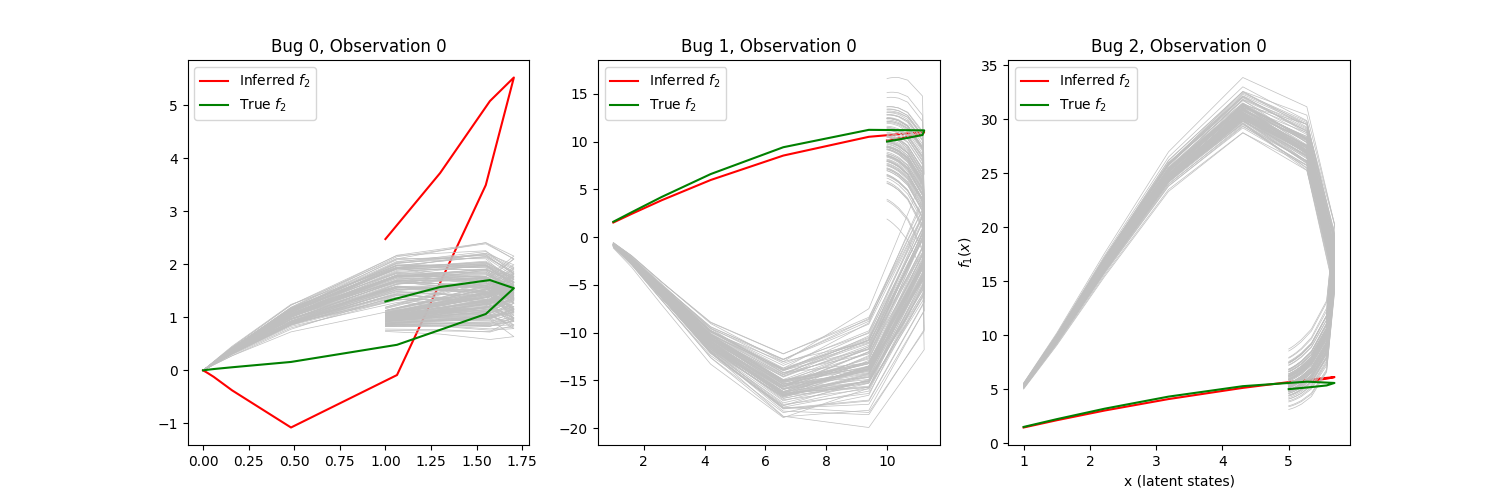 Bug 0, Observation 0
Inferred f₂
True f₂
5
4
3
2
1
0
−1
0.00 0.25 0.50 0.75 1.00 1.25 1.50 1.75
Bug 1, Observation 0
Inferred f₂
True f₂
15
10
5
0
−5
−10
−15
−20
2 4 6 8 10
Bug 2, Observation 0
Inferred f₂
True f₂
f₁(x)
35
30
25
20
15
10
5
0
1 2 3 4 5
x (latent states)